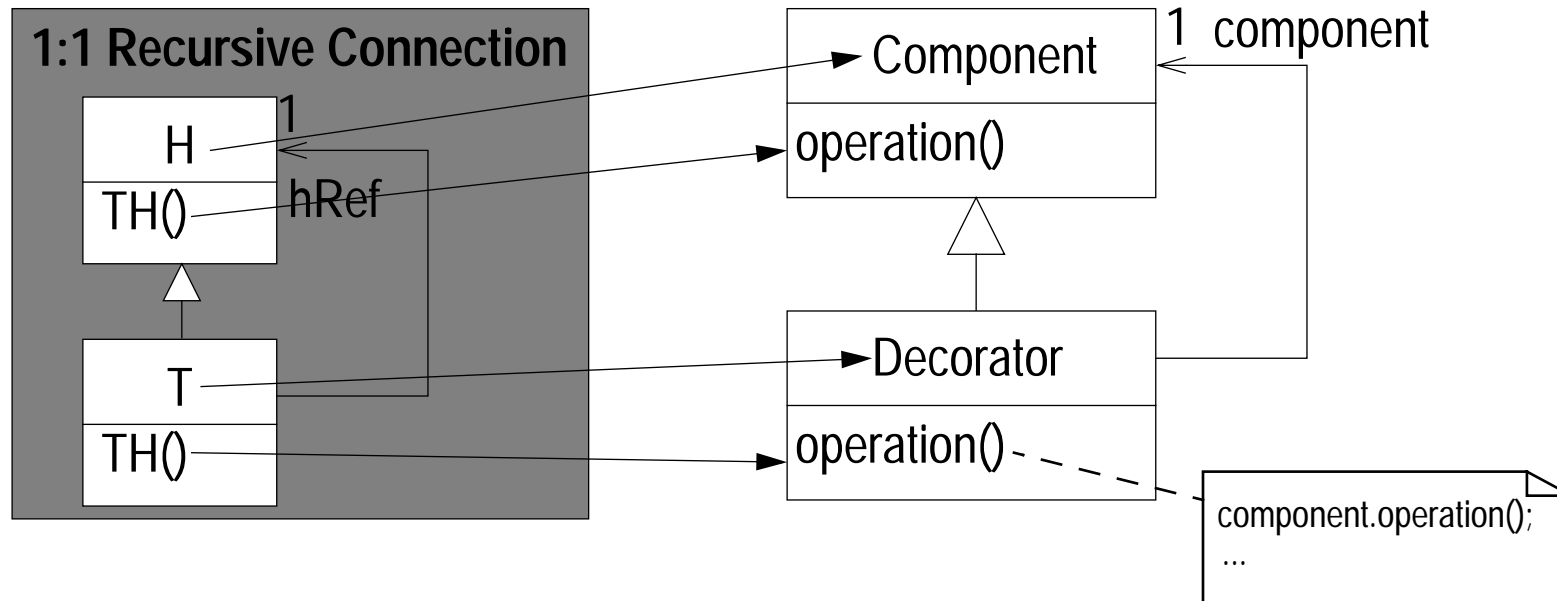 1:1 Recursive Connection
H
1
TH()
hRef
T
TH()
Component
1 component
operation()
Decorator
operation()
component.operation();
...